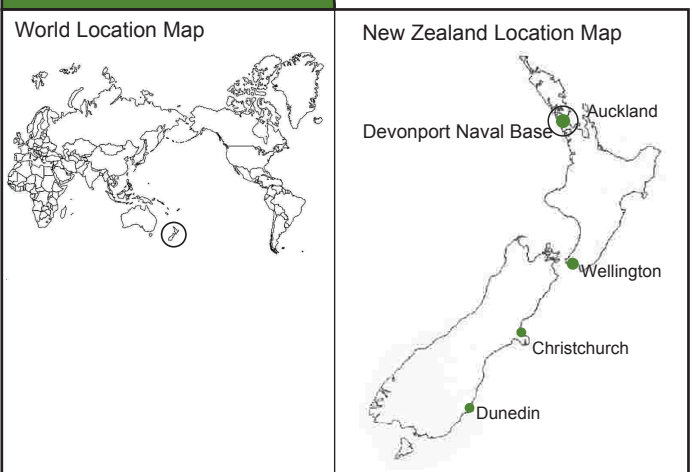 World Location Map
New Zealand Location Map
Auckland
Devonport Naval Base
Wellington
Christchurch
Dunedin